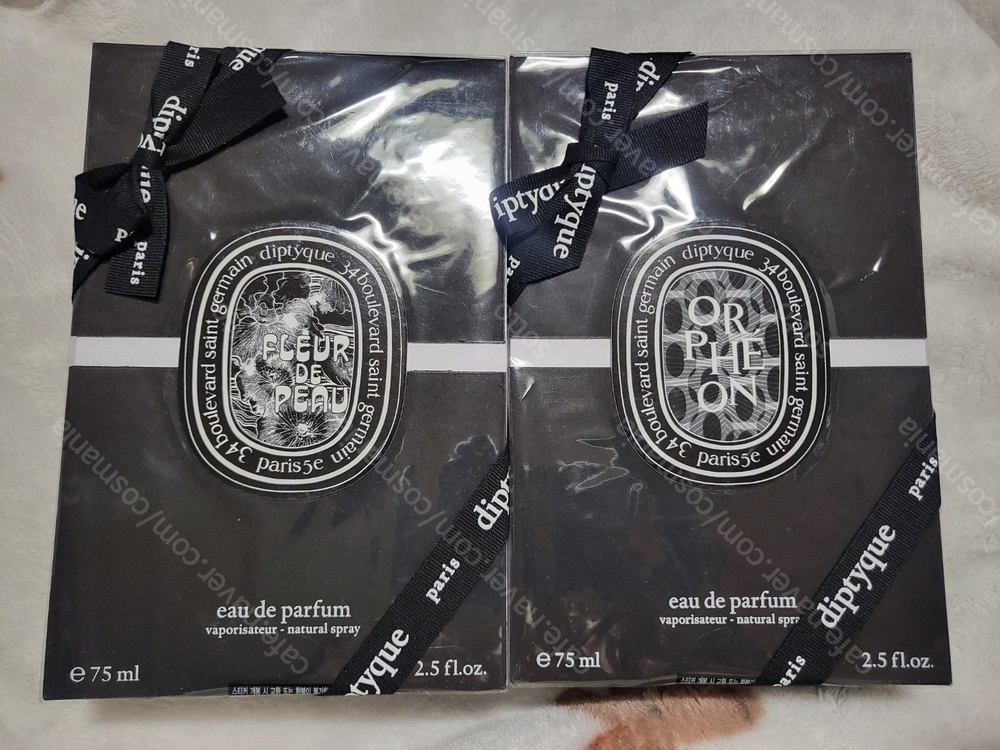 diptyque
paris
diptyque 34 boulevard saint germain paris 5e 34 boulevard saint germain
FLEUR
DE
PEAU
eau de parfum
vaporisateur - natural spray
e 75 ml
2.5 fl.oz.
paris
diptyque
paris
diptyque
diptyque 34 boulevard saint germain paris 5e 34 boulevard saint germain
OR
PHE
ON
eau de parfum
vaporisateur - natural spra
e 75 ml
2.5 fl.oz.
paris
diptyque
paris
cafe.naver.com/cosmania